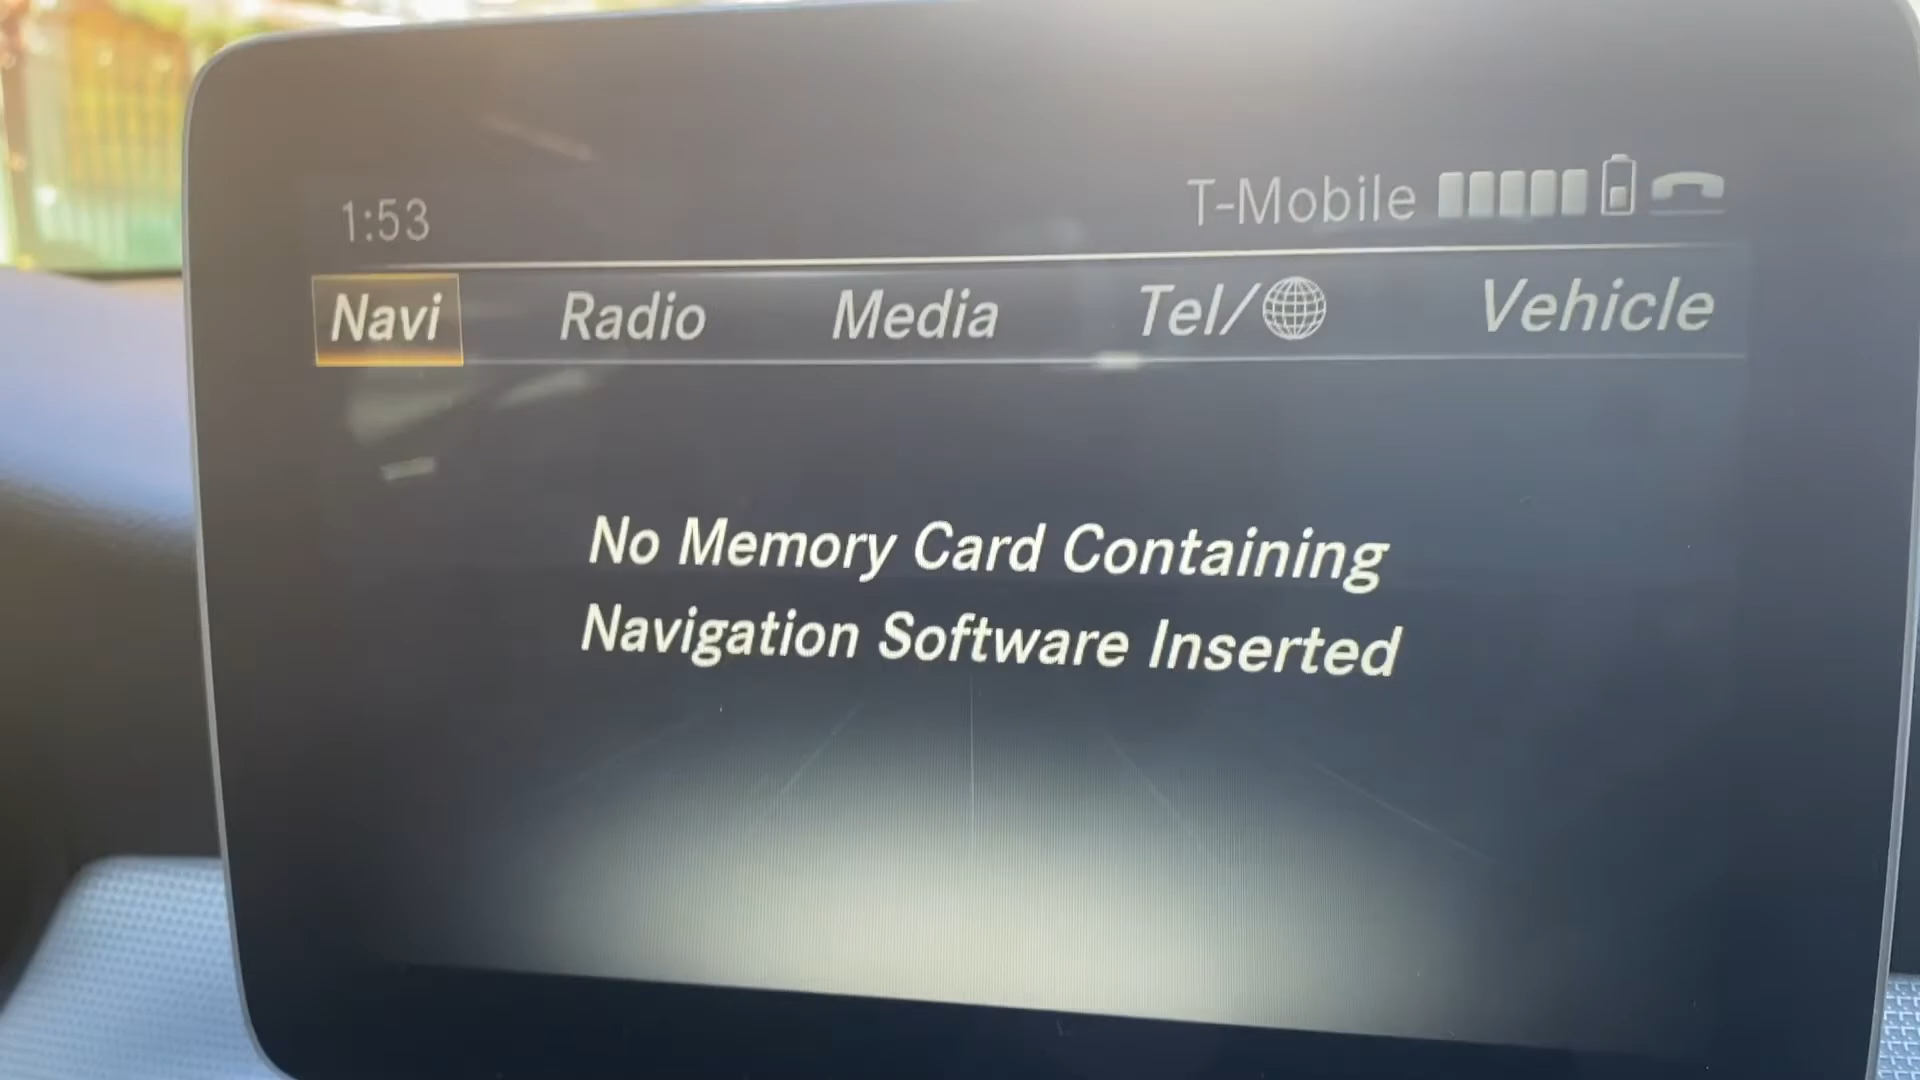 1:53 T-Mobile
Navi Radio Media Tel/ Vehicle
No Memory Card Containing
Navigation Software Inserted